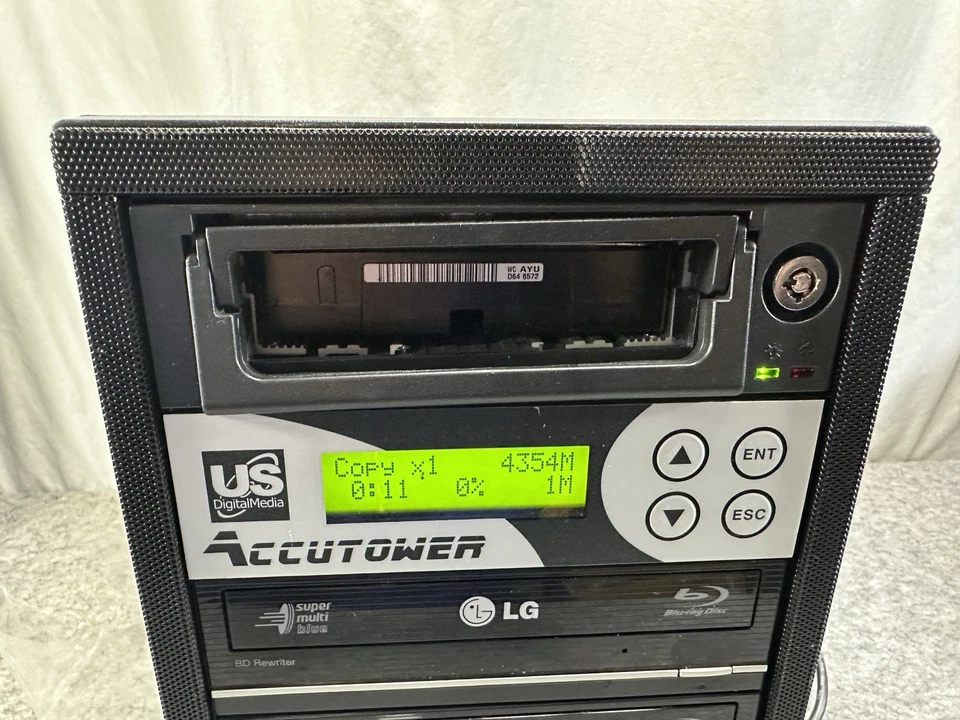 WC AYU
D64 6572
Copy x1 4354M
0:11 0% 1M
US
DigitalMedia
ACCUTOWER
ENT
ESC
super
multi
blue
LG
Blu-ray Disc
BD Rewriter